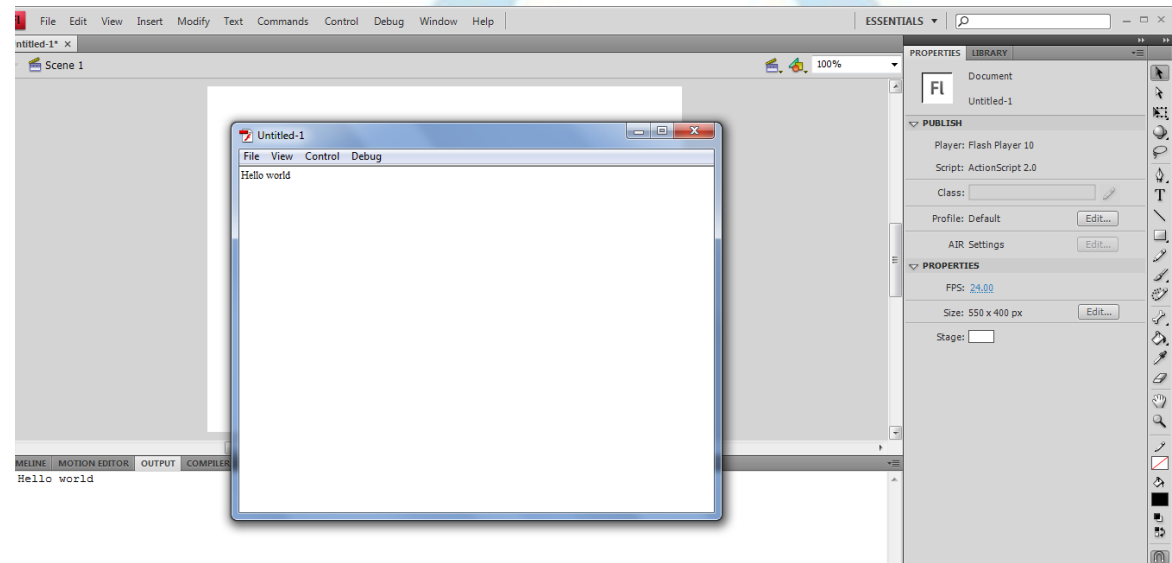 Fl File Edit View Insert Modify Text Commands Control Debug Window Help ESSENTIALS
ntitled-1* ×
Scene 1 100%
PROPERTIES LIBRARY
Fl Document
Untitled-1
PUBLISH
Player: Flash Player 10
Script: ActionScript 2.0
Class:
Profile: Default Edit...
AIR Settings Edit...
PROPERTIES
FPS: 24.00
Size: 550 x 400 px Edit...
Stage:
T
Untitled-1
File View Control Debug
Hello world
MELINE MOTION EDITOR OUTPUT COMPILER
Hello world